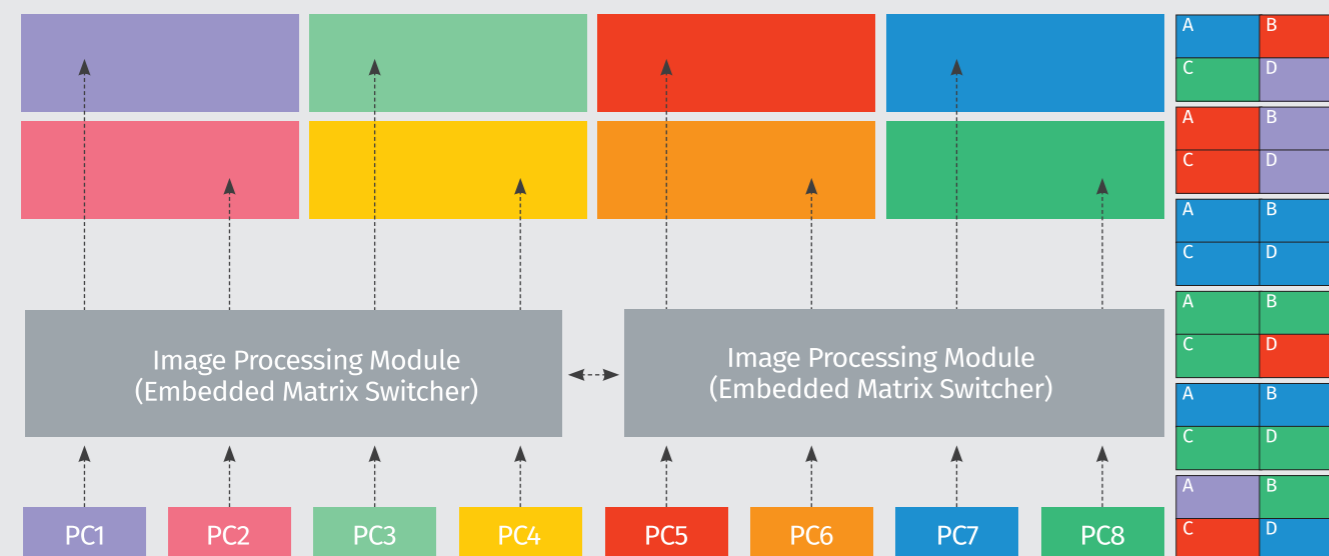 A B
C D
A B
C D
A B
C D
A B
C D
A B
C D
A B
C D
Image Processing Module
(Embedded Matrix Switcher)
Image Processing Module
(Embedded Matrix Switcher)
PC1 PC2 PC3 PC4 PC5 PC6 PC7 PC8